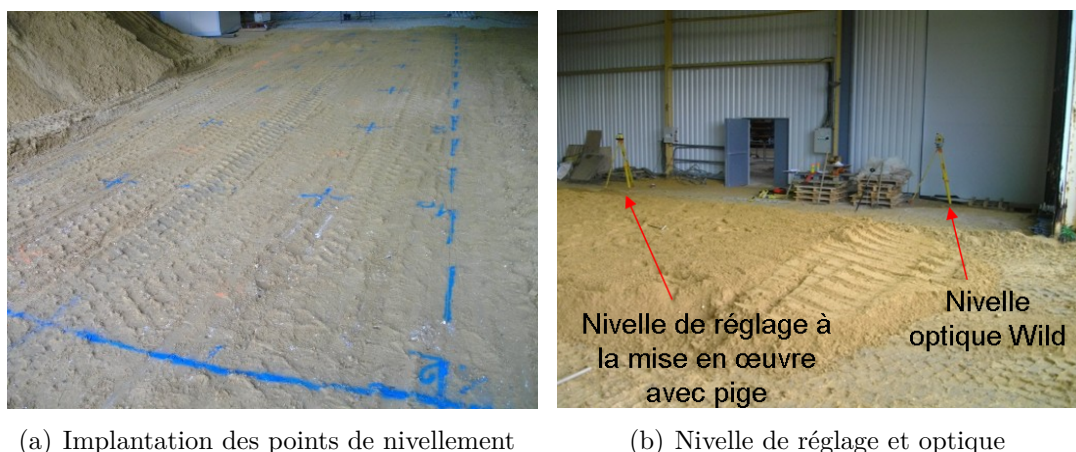 Nivelle de réglage à
la mise en œuvre
avec pige
Nivelle
optique Wild
(a) Implantation des points de nivellement
(b) Nivelle de réglage et optique